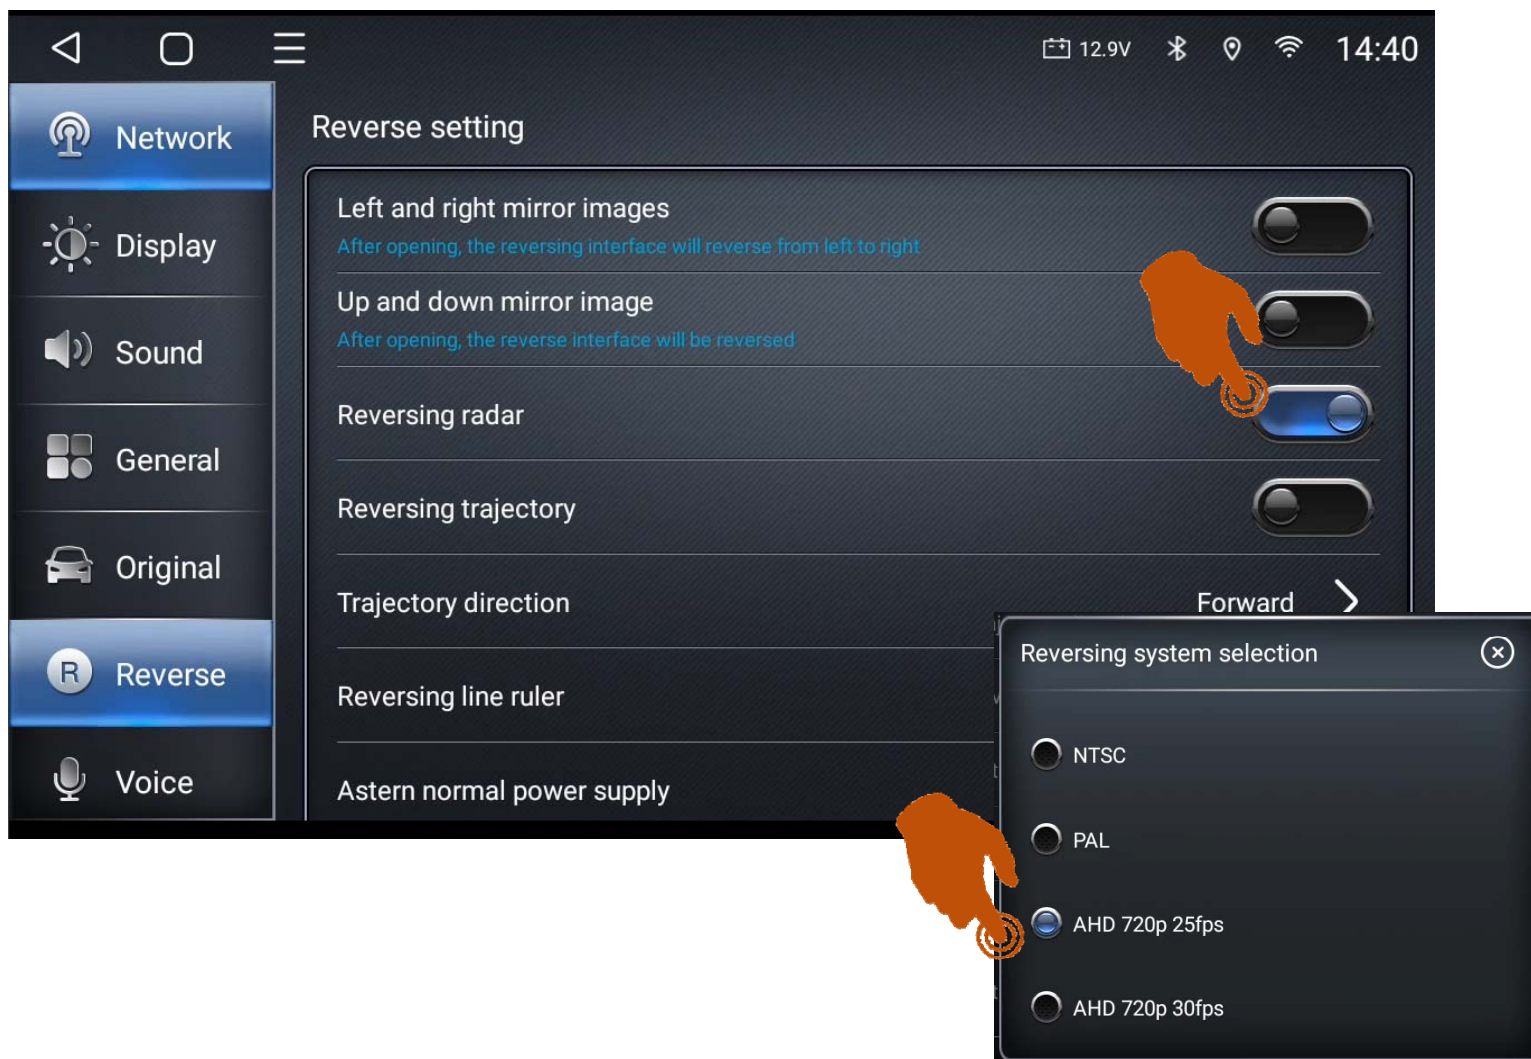 12.9V
14:40
Network
Display
Sound
General
Original
R
Reverse
Voice
Reverse setting
Left and right mirror images
After opening, the reversing interface will reverse from left to right
Up and down mirror image
After opening, the reverse interface will be reversed
Reversing radar
Reversing trajectory
Trajectory direction
Forward
Reversing line ruler
Astern normal power supply
Reversing system selection
NTSC
PAL
AHD 720p 25fps
AHD 720p 30fps